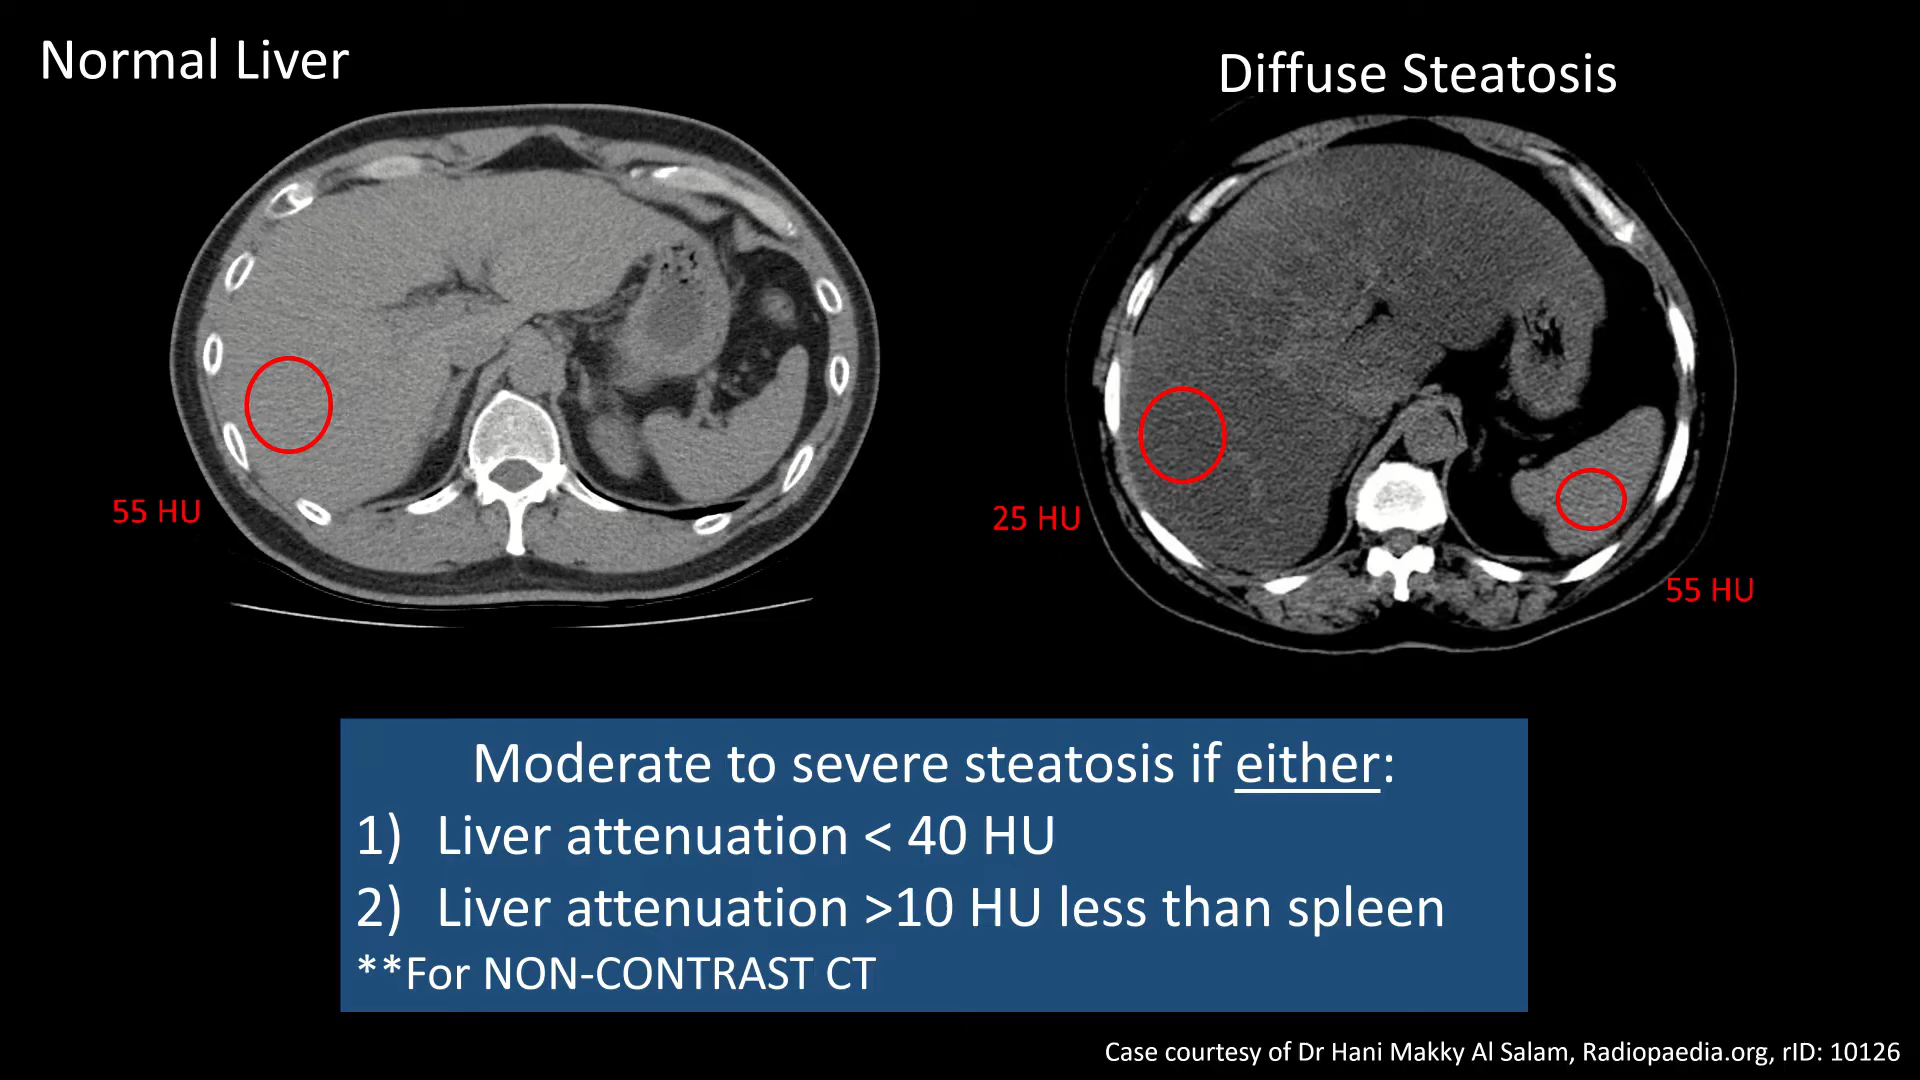 Normal Liver
Diffuse Steatosis
55 HU
25 HU
55 HU
Moderate to severe steatosis if either:
1) Liver attenuation < 40 HU
2) Liver attenuation >10 HU less than spleen
**For NON-CONTRAST CT
Case courtesy of Dr Hani Makky Al Salam, Radiopaedia.org, rID: 10126